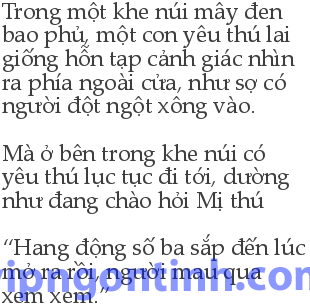 Trong một khe núi mây đen
bao phủ, một con yêu thú lai
giống hỗn tạp cảnh giác nhìn
ra phía ngoài cửa, như sợ có
người đột ngột xông vào.

Mà ở bên trong khe núi có
yêu thú lục tục đi tới, dường
như đang chào hỏi Mị thú

“Hang động số ba sắp đến lúc
mở ra rồi, người mau qua
xem xem.”
ripngontinh.com